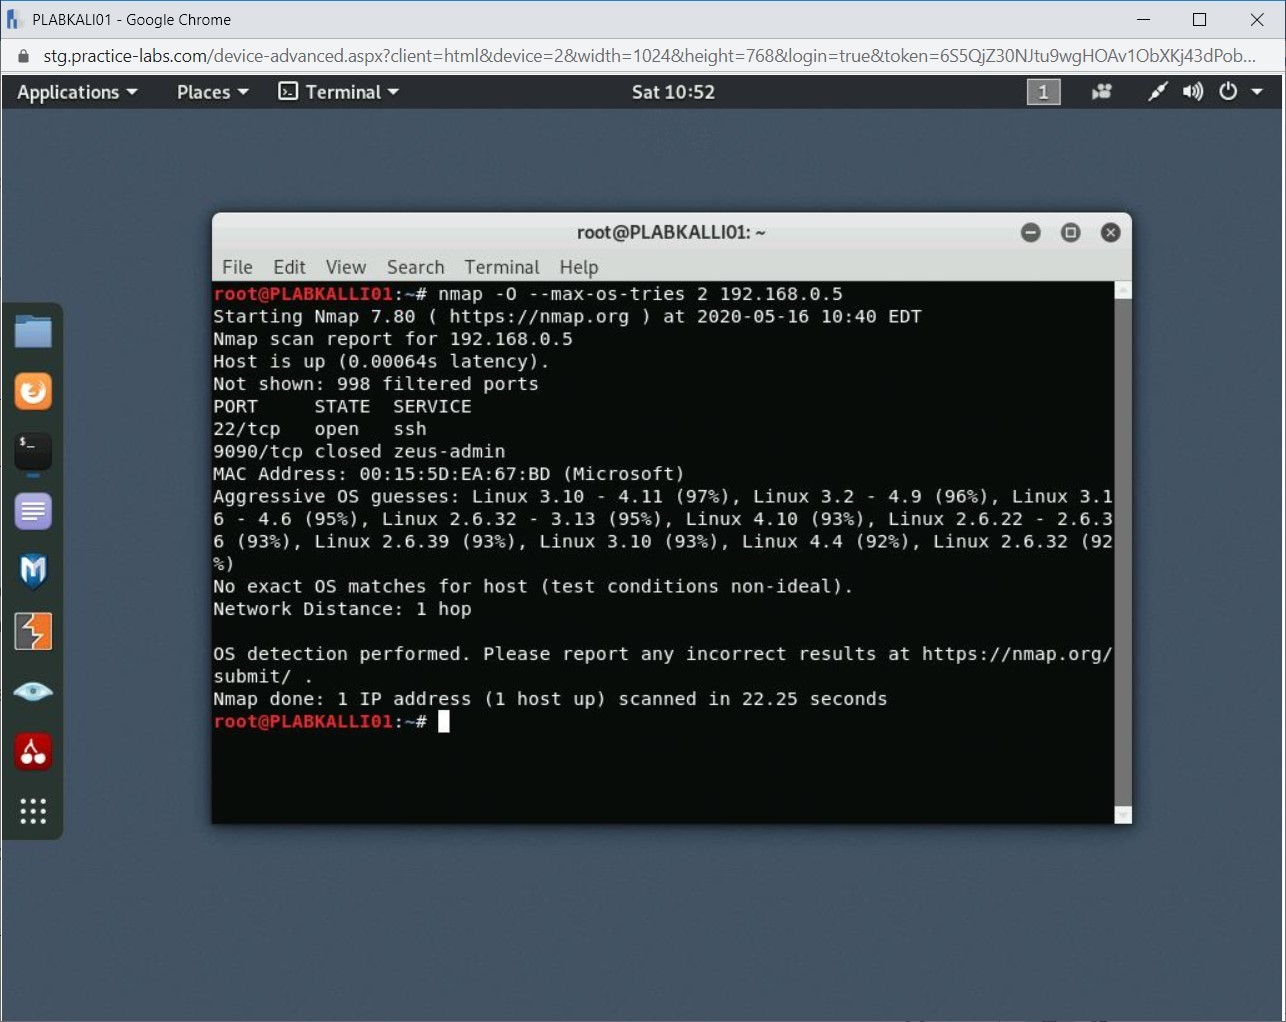 PLABKALI01 - Google Chrome
stg.practice-labs.com/device-advanced.aspx?client=html&device=2&width=1024&height=768&login=true&token=6S5QjZ30NJtu9wgHOAv1ObXKj43dPob...
Applications Places Terminal Sat 10:52 1
root@PLABKALLI01: ~
File Edit View Search Terminal Help
root@PLABKALLI01:~# nmap -O --max-os-tries 2 192.168.0.5
Starting Nmap 7.80 ( https://nmap.org ) at 2020-05-16 10:40 EDT
Nmap scan report for 192.168.0.5
Host is up (0.00064s latency).
Not shown: 998 filtered ports
PORT     STATE  SERVICE
22/tcp   open   ssh
9090/tcp closed zeus-admin
MAC Address: 00:15:5D:EA:67:BD (Microsoft)
Aggressive OS guesses: Linux 3.10 - 4.11 (97%), Linux 3.2 - 4.9 (96%), Linux 3.1
6 - 4.6 (95%), Linux 2.6.32 - 3.13 (95%), Linux 4.10 (93%), Linux 2.6.22 - 2.6.3
6 (93%), Linux 2.6.39 (93%), Linux 3.10 (93%), Linux 4.4 (92%), Linux 2.6.32 (92
%)
No exact OS matches for host (test conditions non-ideal).
Network Distance: 1 hop
OS detection performed. Please report any incorrect results at https://nmap.org/
submit/ .
Nmap done: 1 IP address (1 host up) scanned in 22.25 seconds
root@PLABKALLI01:~#